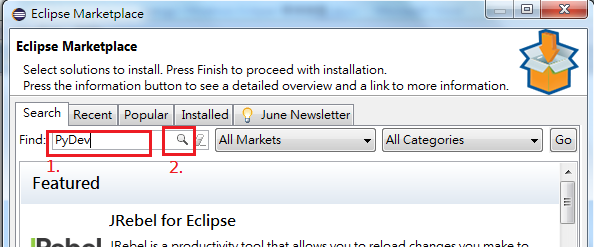 Eclipse Marketplace
Eclipse Marketplace
Select solutions to install. Press Finish to proceed with installation.
Press the information button to see a detailed overview and a link to more information.
Search Recent Popular Installed June Newsletter
Find: PyDev All Markets All Categories Go
1. 2.
Featured
JRebel for Eclipse
JRebel is a productivity tool that allows you to reload changes you make to